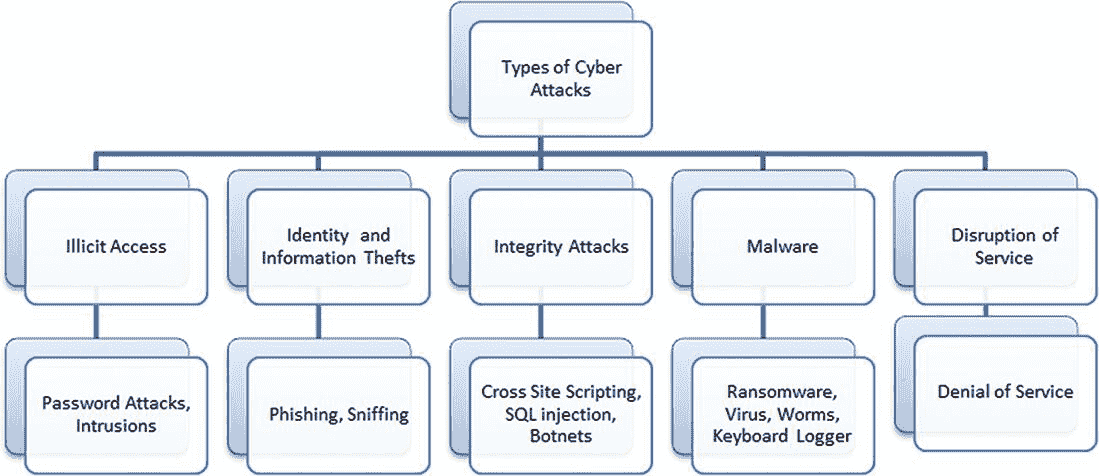 Types of Cyber
Attacks
Illicit Access
Identity and
Information Thefts
Integrity Attacks
Malware
Disruption of
Service
Password Attacks,
Intrusions
Phishing, Sniffing
Cross Site Scripting,
SQL injection,
Botnets
Ransomware,
Virus, Worms,
Keyboard Logger
Denial of Service